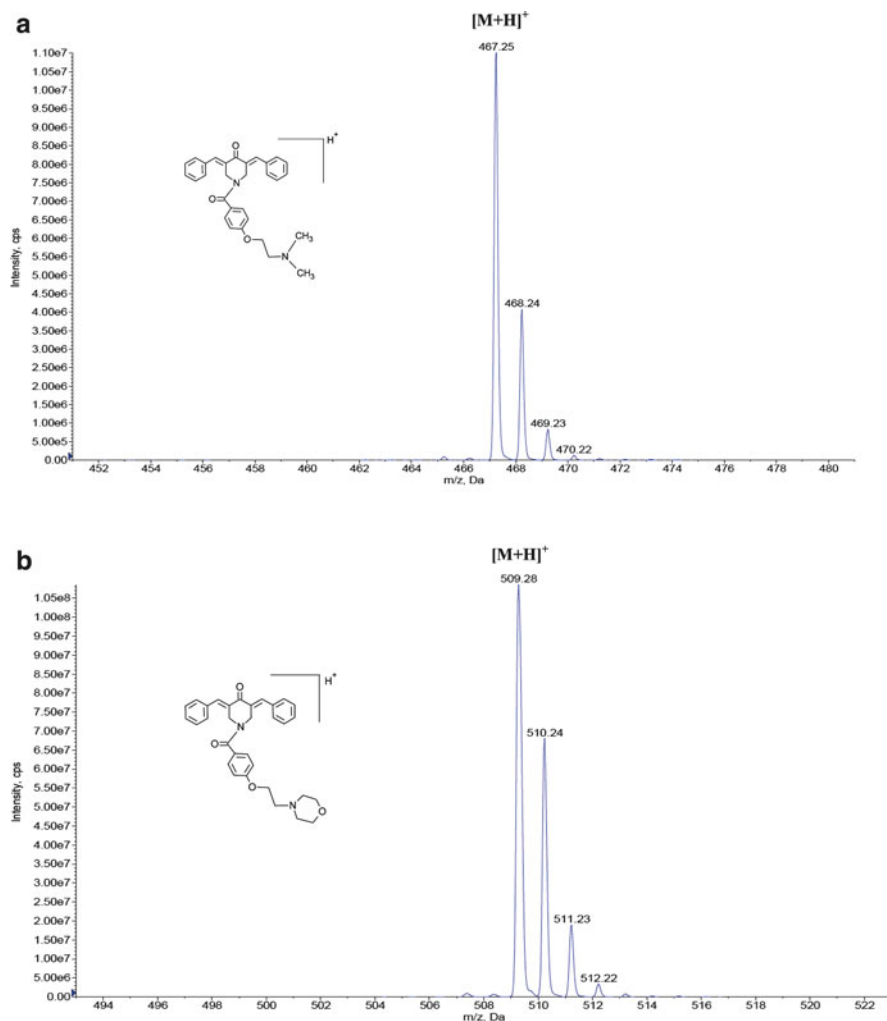 a
[M+H]+
467.25
1.10e7
1.05e7
1.00e7
9.50e6
9.00e6
8.50e6
8.00e6
7.50e6
7.00e6
6.50e6
6.00e6
5.50e6
5.00e6
4.50e6
4.00e6
3.50e6
3.00e6
2.50e6
2.00e6
1.50e6
1.00e6
5.00e5
0.00
Intensity, cps
H+
O
N
O
O
N
CH3
CH3
468.24
469.23
470.22
452 454 456 458 460 462 464 466 468 470 472 474 476 478 480
m/z, Da
b
[M+H]+
509.28
1.05e8
1.00e8
9.50e7
9.00e7
8.50e7
8.00e7
7.50e7
7.00e7
6.50e7
6.00e7
5.50e7
5.00e7
4.50e7
4.00e7
3.50e7
3.00e7
2.50e7
2.00e7
1.50e7
1.00e7
5.00e6
0.00
Intensity, cps
H+
O
N
O
O
N
O
510.24
511.23
512.22
494 496 498 500 502 504 506 508 510 512 514 516 518 520 522
m/z, Da